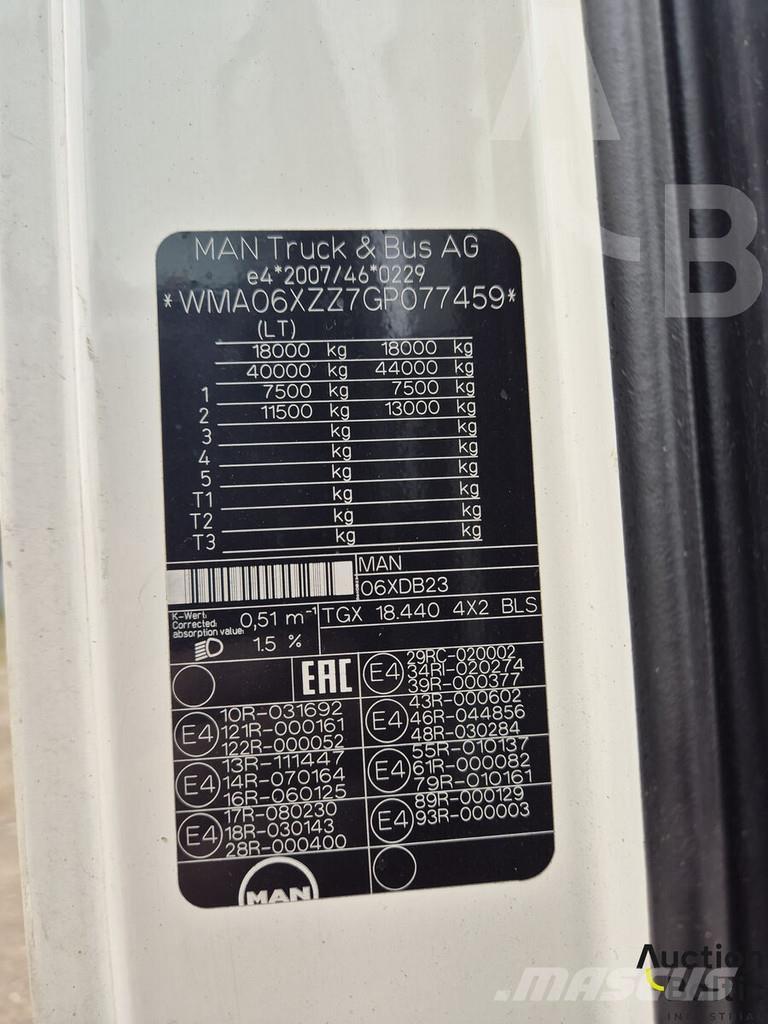 MAN Truck & Bus AG
e4*2007/46*0229
*WMA06XZZ7GP077459*
(LT)
18000 kg 18000 kg
40000 kg 44000 kg
1 7500 kg 7500 kg
2 11500 kg 13000 kg
3 kg kg
4 kg kg
5 kg kg
T1 kg kg
T2 kg kg
T3 kg kg
MAN
06XDB23
K-Wert:
Corrected
absorption value:
0,51 m⁻¹
1.5 %
TGX 18.440 4X2 BLS
EAC
E4
29RC-020002
34RI-020274
39R-000377
E4
10R-031692
121R-000161
122R-000052
E4
43R-000602
46R-044856
48R-030284
E4
13R-111447
14R-070164
16R-060125
E4
55R-010137
61R-000082
79R-010161
E4
17R-080230
18R-030143
28R-000400
E4
89R-000129
93R-000003
MAN
A
B
Auction
INDUSTRIAL
MASCUS